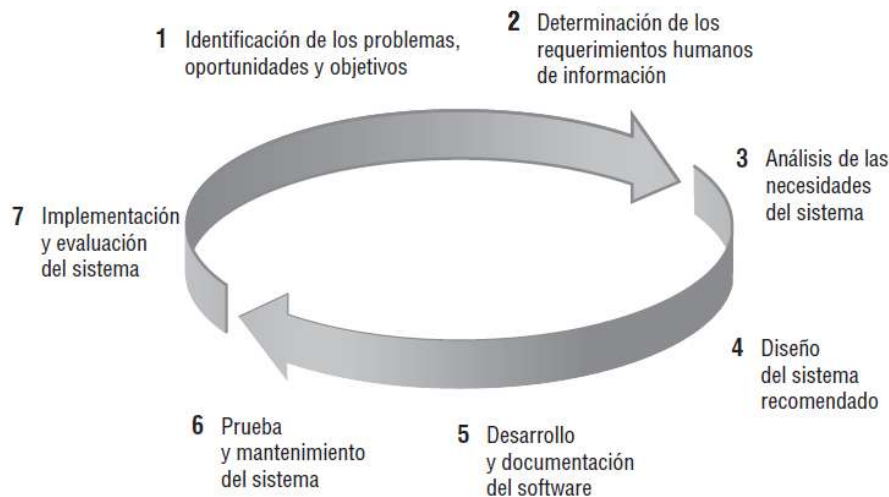 1 Identificación de los problemas,
oportunidades y objetivos
2 Determinación de los
requerimientos humanos
de información
3 Análisis de las
necesidades
del sistema
4 Diseño
del sistema
recomendado
5 Desarrollo
y documentación
del software
6 Prueba
y mantenimiento
del sistema
7 Implementación
y evaluación
del sistema